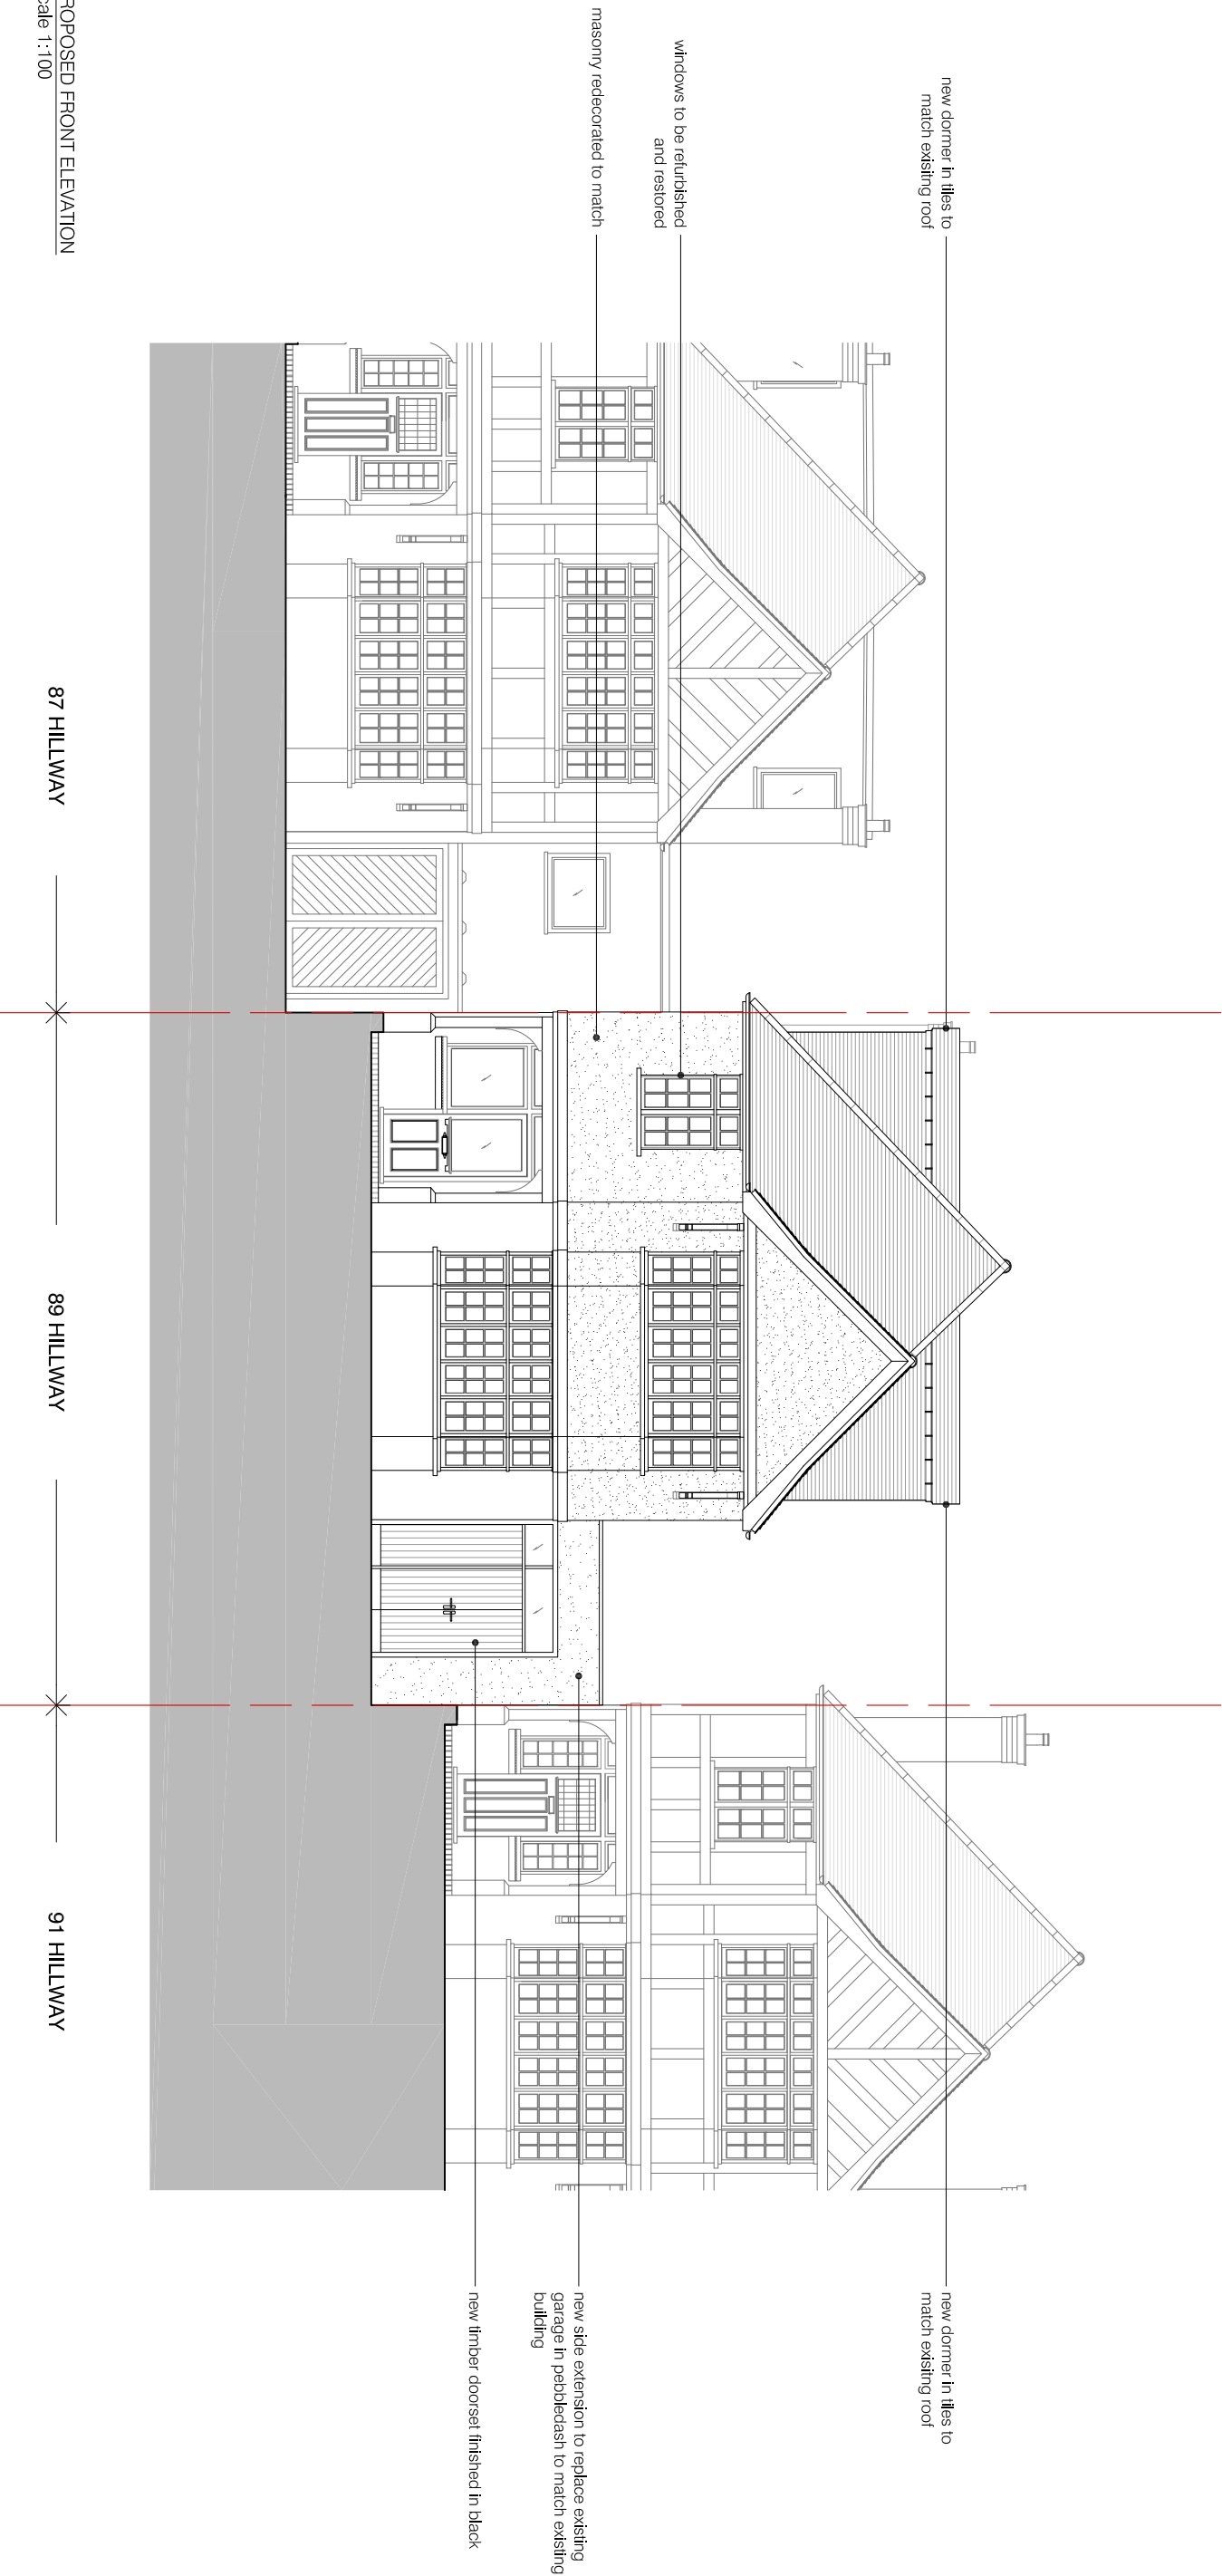 new dormer in tiles to
match exisitng roof
windows to be refurbished
and restored
masonry redecorated to match
new dormer in tiles to
match exisitng roof
new side extension to replace existing
garage in pebbledash to match existing
building
new timber doorset finished in black
87 HILLWAY
89 HILLWAY
91 HILLWAY
ROPOSED FRONT ELEVATION
cale 1:100